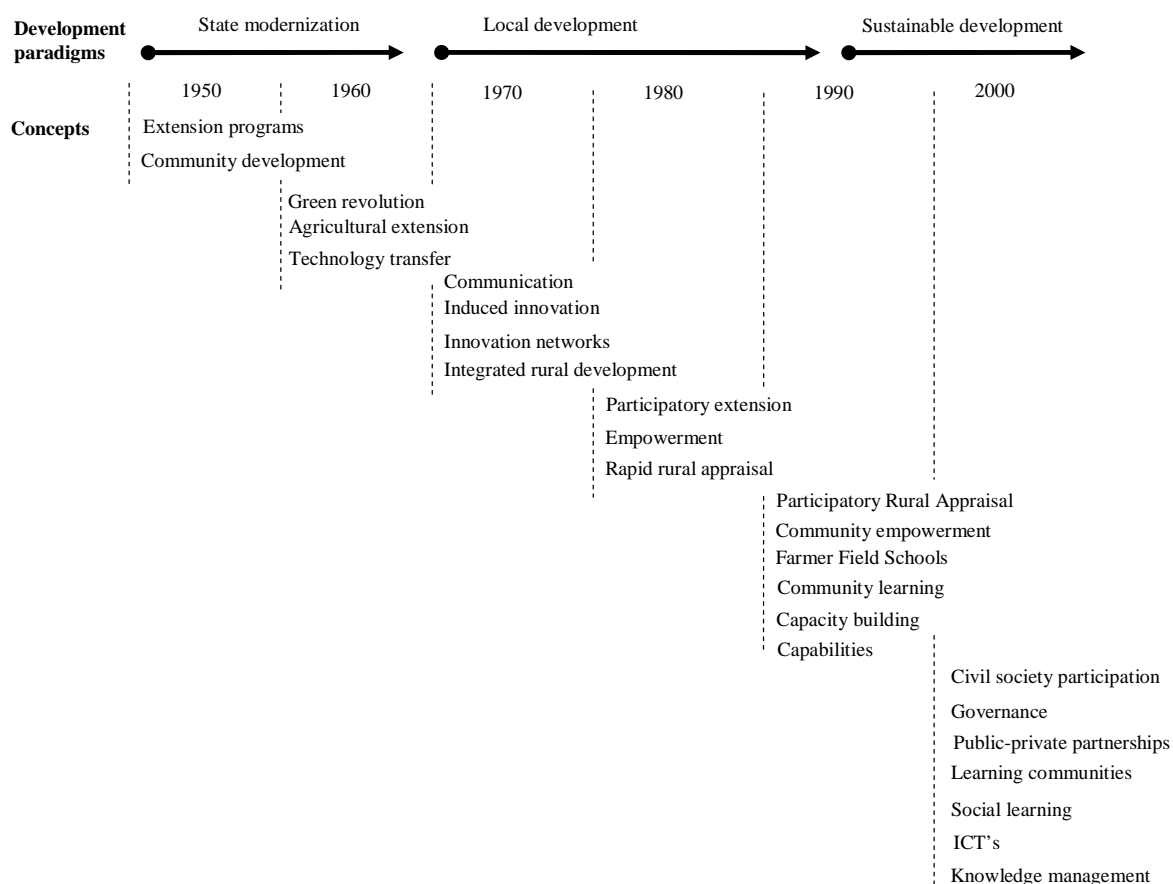 Development paradigms
State modernization
Local development
Sustainable development
1950 1960 1970 1980 1990 2000
Concepts
Extension programs
Community development
Green revolution
Agricultural extension
Technology transfer
Communication
Induced innovation
Innovation networks
Integrated rural development
Participatory extension
Empowerment
Rapid rural appraisal
Participatory Rural Appraisal
Community empowerment
Farmer Field Schools
Community learning
Capacity building
Capabilities
Civil society participation
Governance
Public-private partnerships
Learning communities
Social learning
ICT's
Knowledge management